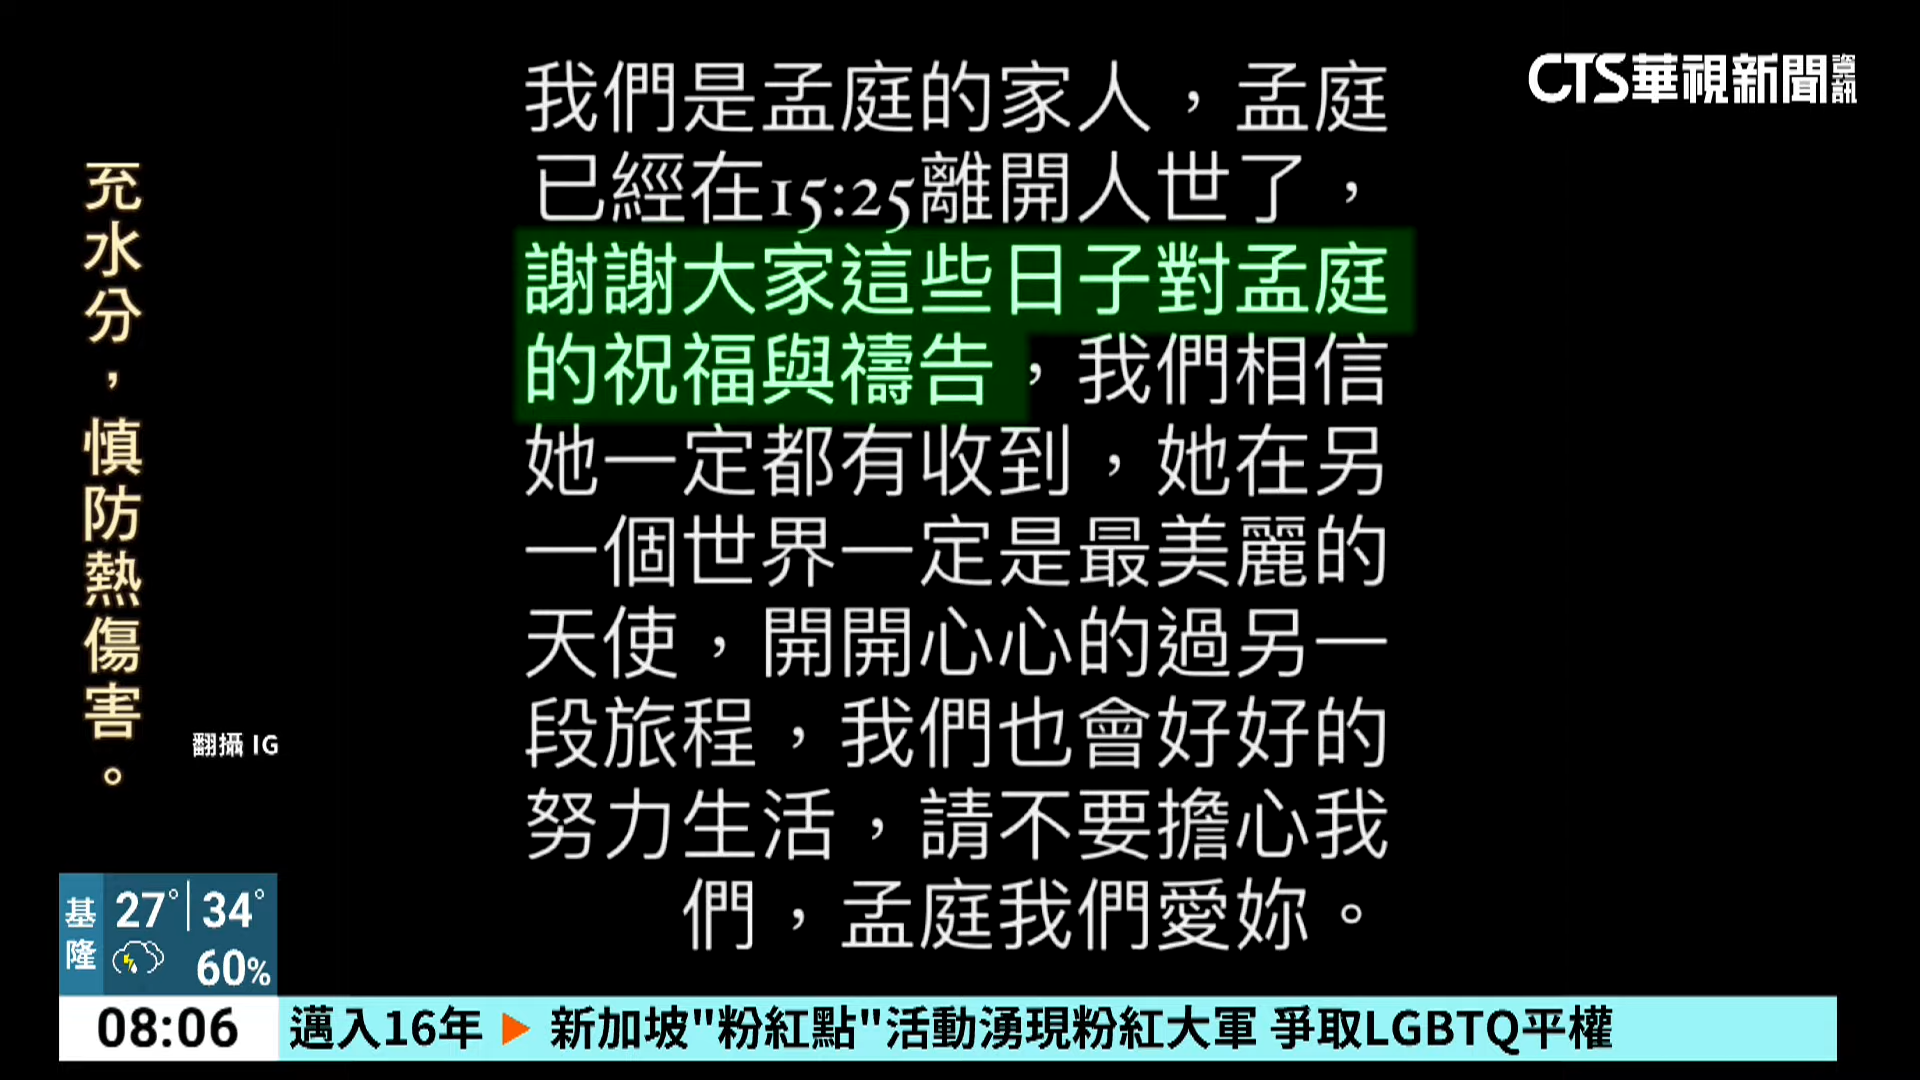 CTS華視新聞資訊
我們是孟庭的家人，孟庭
已經在15:25離開人世了，
謝謝大家這些日子對孟庭
的祝福與禱告，我們相信
她一定都有收到，她在另
一個世界一定是最美麗的
天使，開開心心的過另一
段旅程，我們也會好好的
努力生活，請不要擔心我
們，孟庭我們愛妳。
充水分，慎防熱傷害。
翻攝 IG
基隆
27°|34°
60%
08:06
邁入16年▶新加坡"粉紅點"活動湧現粉紅大軍 爭取LGBTQ平權